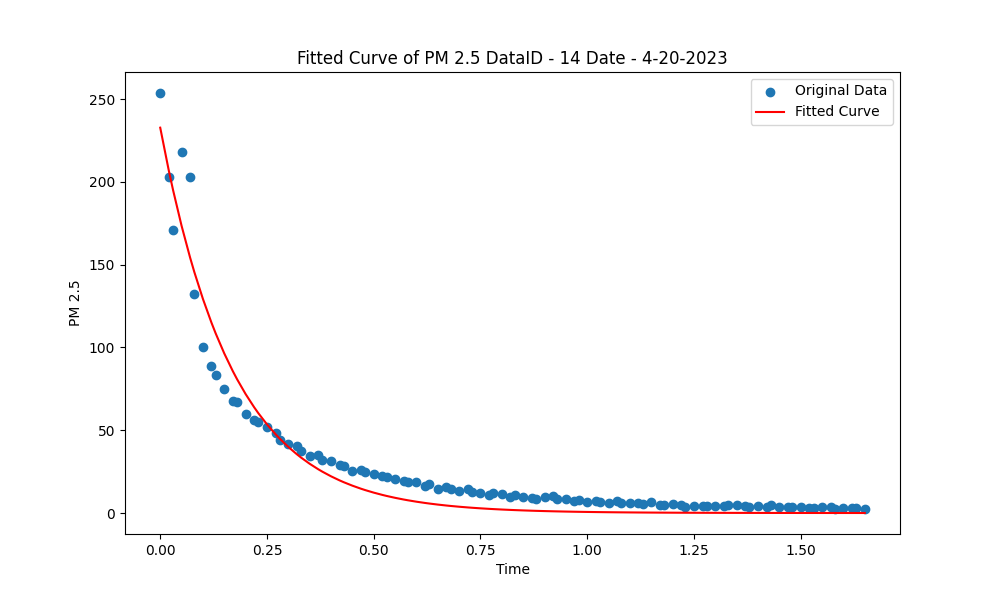 Fitted Curve of PM 2.5 DataID - 14 Date - 4-20-2023
Original Data
Fitted Curve
250
200
150
100
50
0
PM 2.5
0.00 0.25 0.50 0.75 1.00 1.25 1.50
Time